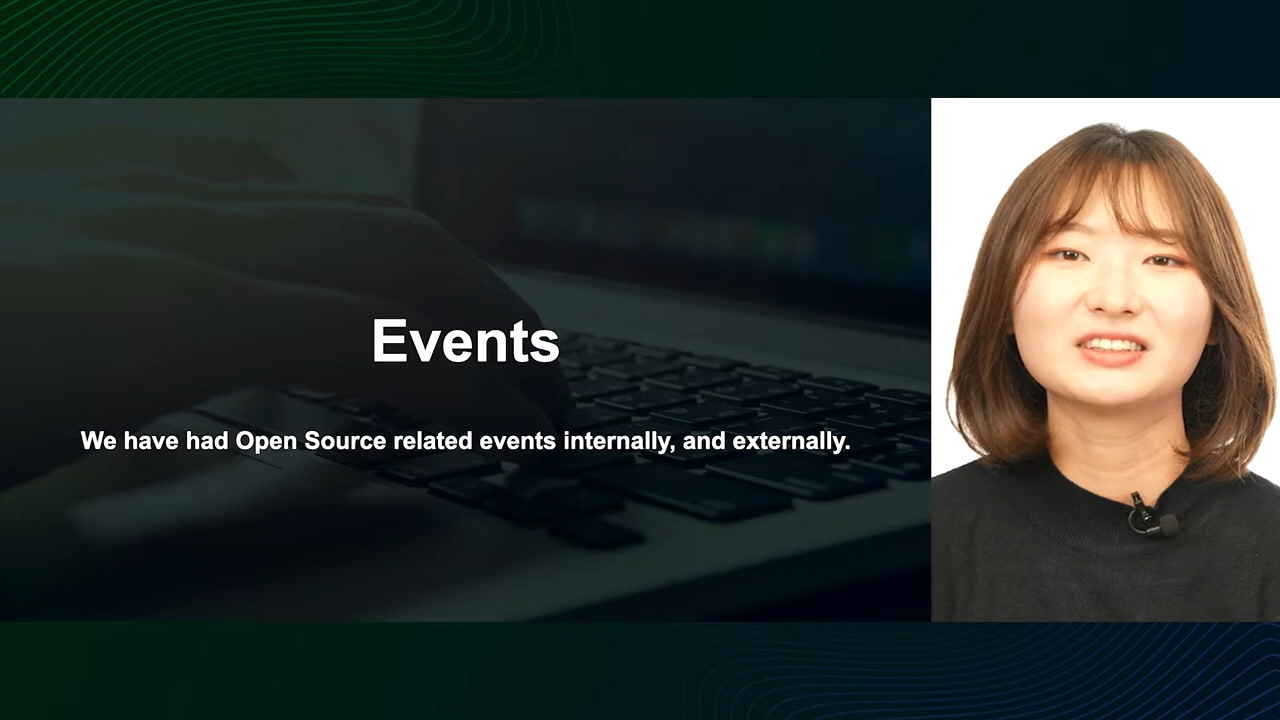 Events
We have had Open Source related events internally, and externally.